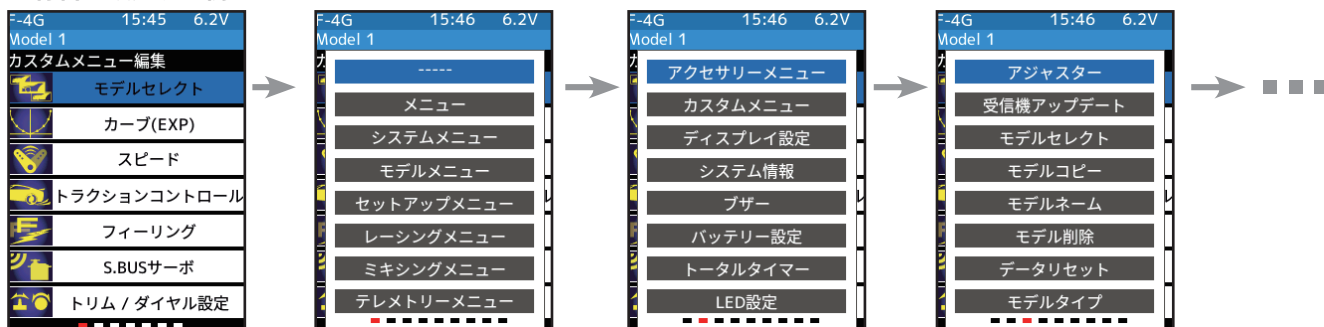 F-4G 15:45 6.2V
Model 1
カスタムメニュー編集
モデルセレクト
カーブ(EXP)
スピード
トラクションコントロール
フィーリング
S.BUSサーボ
トリム / ダイヤル設定
F-4G 15:46 6.2V
Model 1
-----
メニュー
システムメニュー
モデルメニュー
セットアップメニュー
レーシングメニュー
ミキシングメニュー
テレメトリーメニュー
F-4G 15:46 6.2V
Model 1
アクセサリーメニュー
カスタムメニュー
ディスプレイ設定
システム情報
ブザー
バッテリー設定
トータルタイマー
LED設定
F-4G 15:46 6.2V
Model 1
アジャスター
受信機アップデート
モデルセレクト
モデルコピー
モデルネーム
モデル削除
データリセット
モデルタイプ